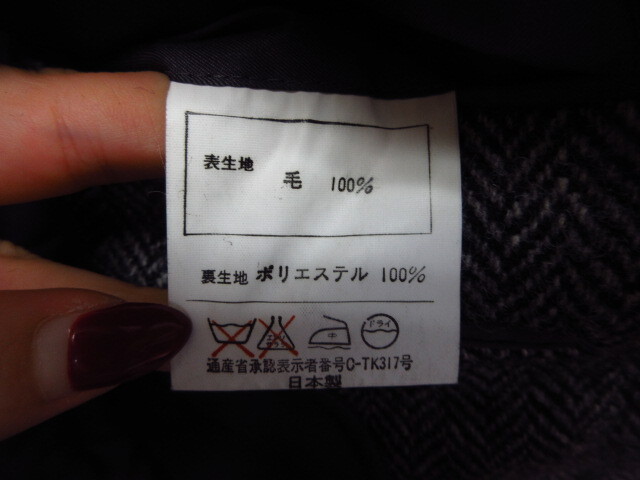 表生地 毛 100%
裏生地 ポリエステル 100%
ドライ
通産省承認表示者番号C-TK317号
日本製